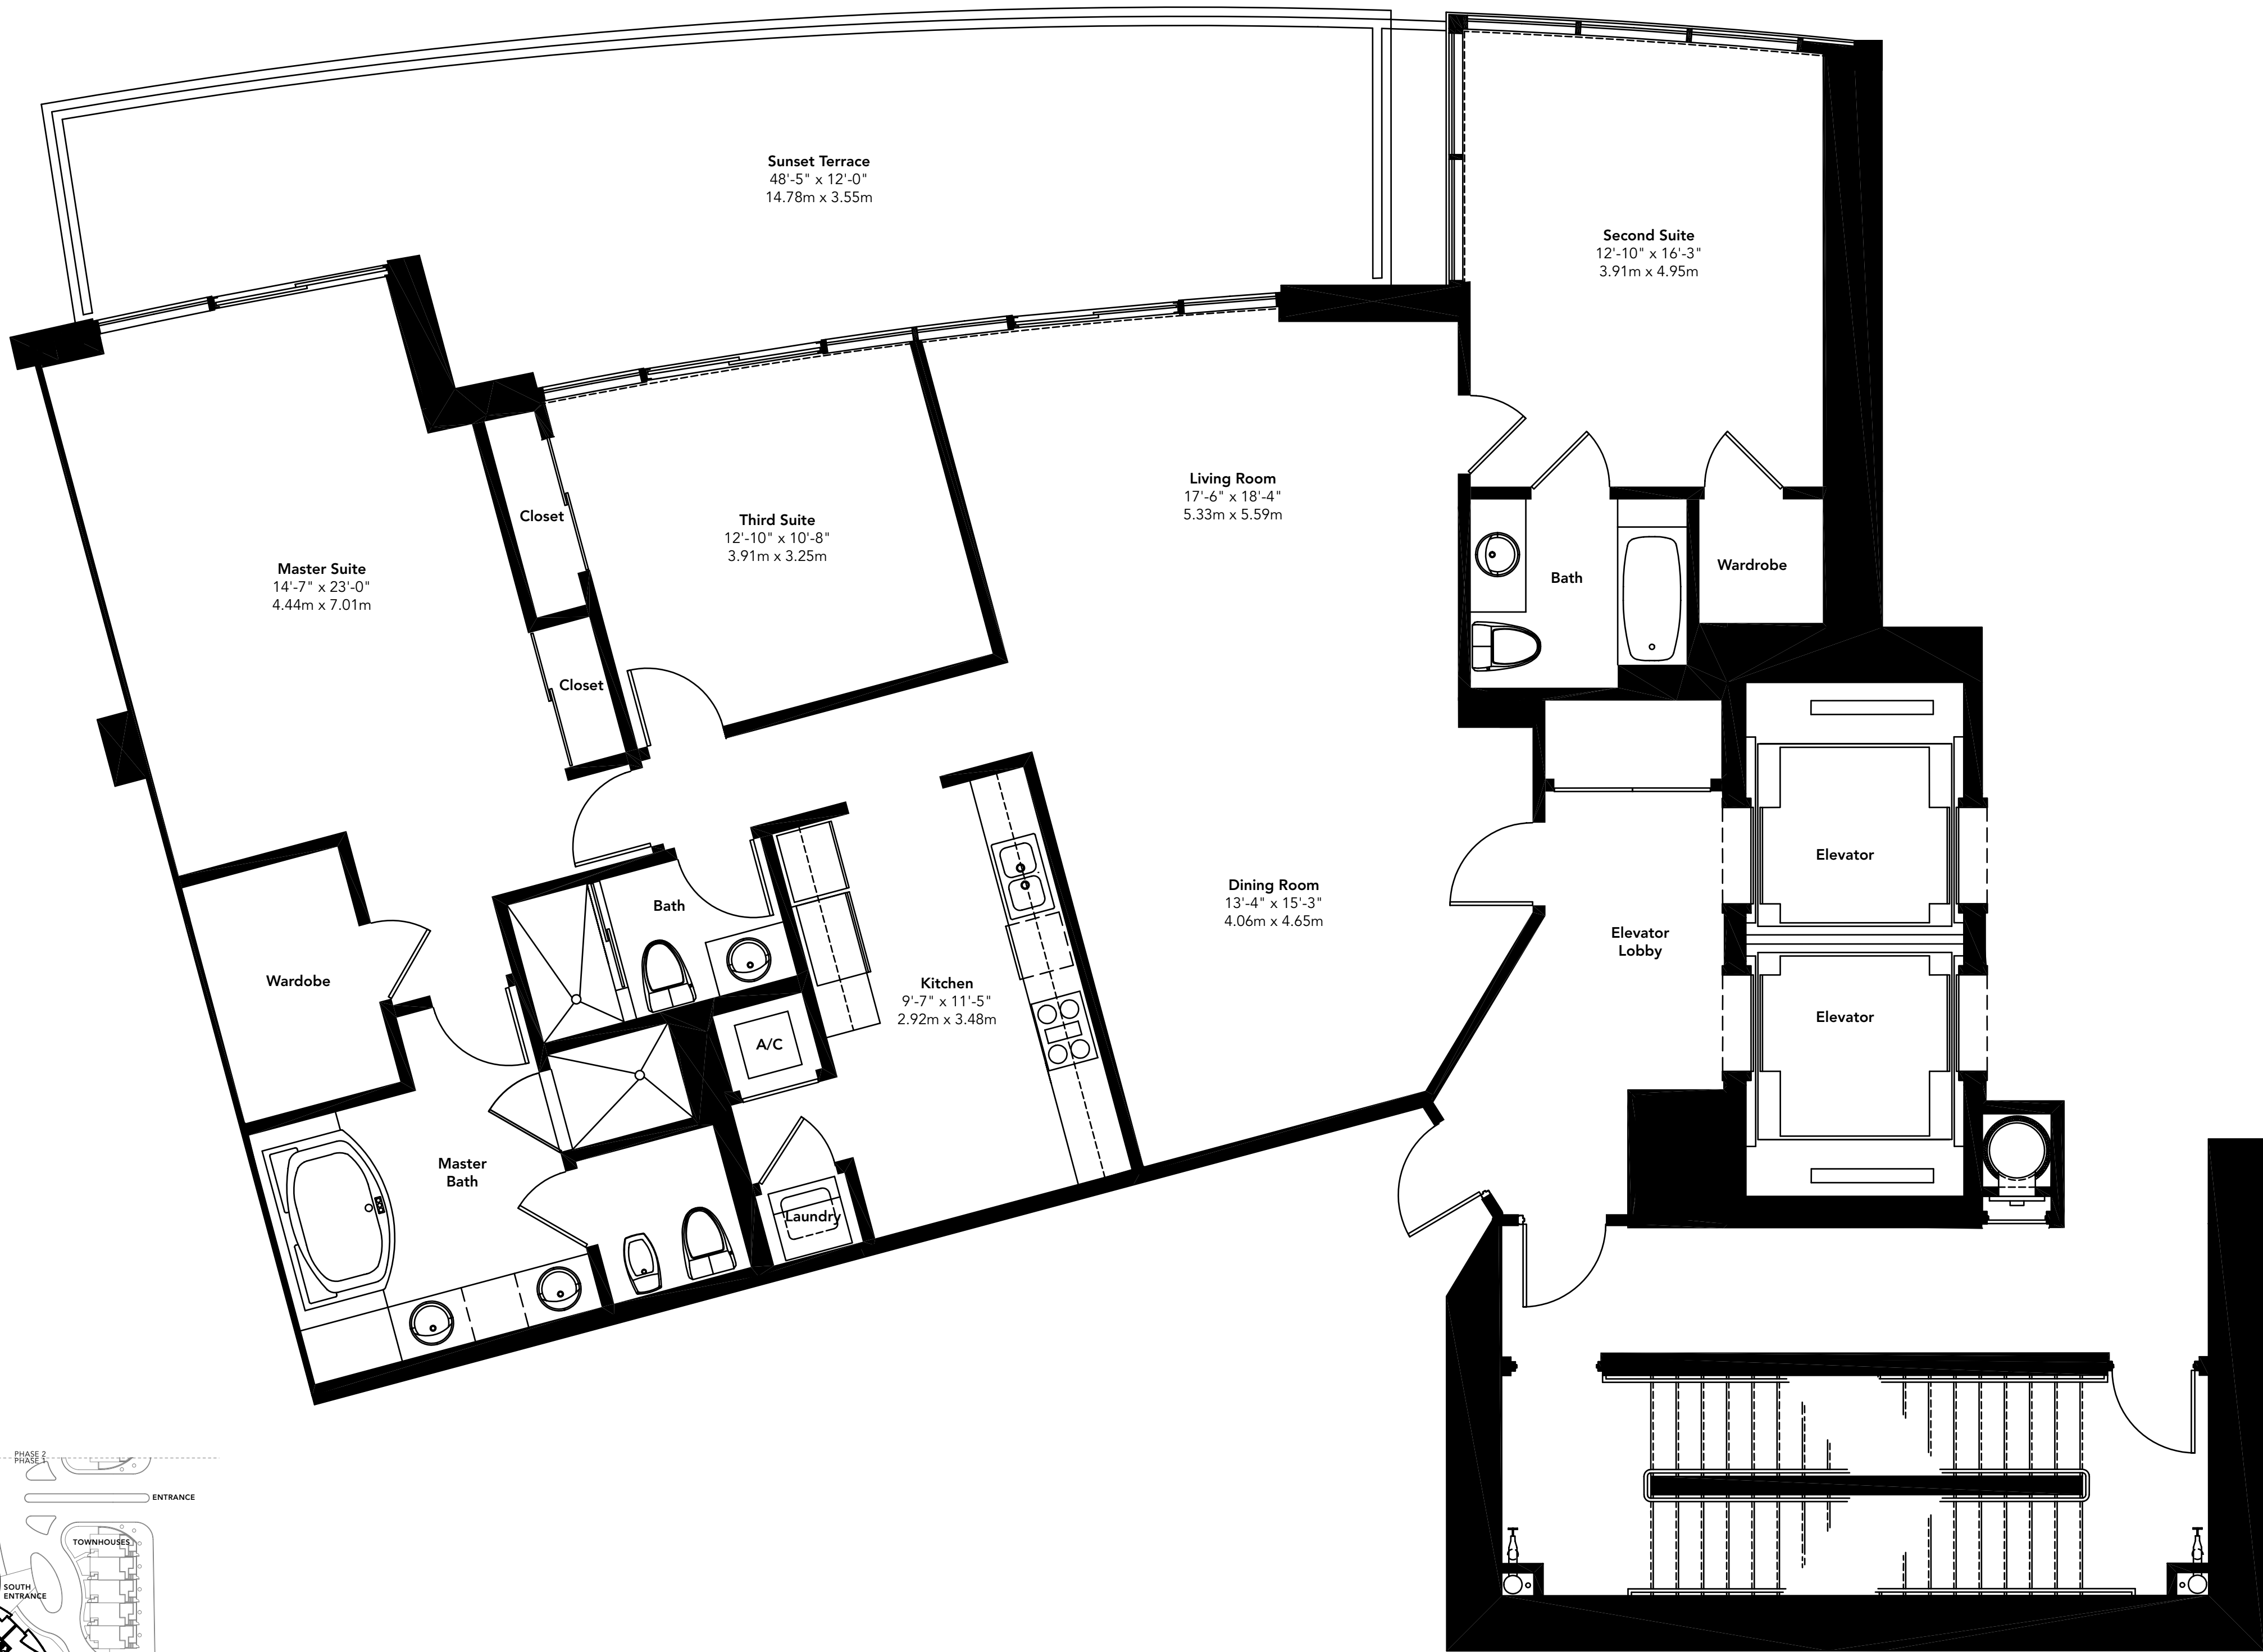 Sunset Terrace
48'-5" x 12'-0"
14.78m x 3.55m
Second Suite
12'-10" x 16'-3"
3.91m x 4.95m
Living Room
17'-6" x 18'-4"
5.33m x 5.59m
Closet
Third Suite
12'-10" x 10'-8"
3.91m x 3.25m
Master Suite
14'-7" x 23'-0"
4.44m x 7.01m
Bath
Wardrobe
Closet
Elevator
Dining Room
13'-4" x 15'-3"
4.06m x 4.65m
Bath
Elevator
Lobby
Wardobe
Kitchen
9'-7" x 11'-5"
2.92m x 3.48m
Elevator
A/C
Master
Bath
Laundry
PHASE 2
PHASE 1
ENTRANCE
TOWNHOUSES
SOUTH
ENTRANCE